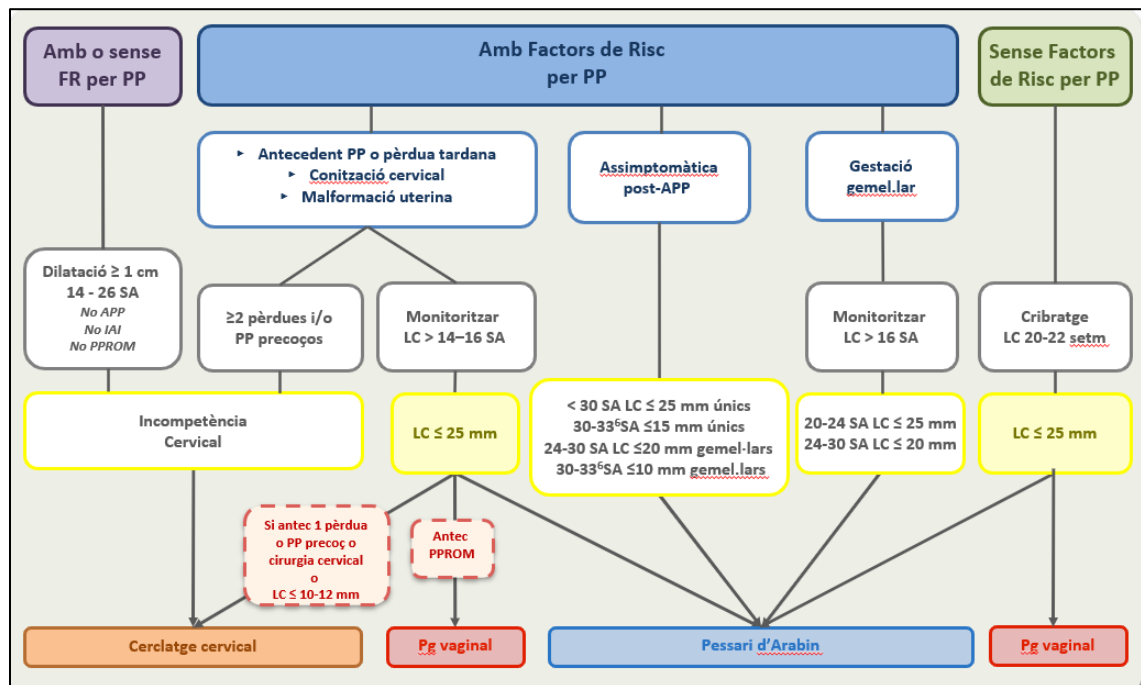 Amb o sense
FR per PP
Amb Factors de Risc
per PP
Sense Factors
de Risc per PP
‣ Antecedent PP o pèrdua tardana
‣ Conització cervical
‣ Malformació uterina
Assimptomàtica
post-APP
Gestació
gemel.lar
Dilatació ≥ 1 cm
14 - 26 SA
No APP
No IAI
No PPROM
≥2 pèrdues i/o
PP precoços
Monitoritzar
LC > 14–16 SA
Monitoritzar
LC > 16 SA
Cribratge
LC 20-22 setm
Incompetència
Cervical
LC ≤ 25 mm
< 30 SA LC ≤ 25 mm únics
30-33⁶SA ≤15 mm únics
24-30 SA LC ≤20 mm gemel·lars
30-33⁶SA ≤10 mm gemel.lars
20-24 SA LC ≤ 25 mm
24-30 SA LC ≤ 20 mm
LC ≤ 25 mm
Si antec 1 pèrdua
o PP precoç o
cirurgia cervical
o
LC ≤ 10-12 mm
Antec
PPROM
Cerclatge cervical
Pg vaginal
Pessari d'Arabin
Pg vaginal